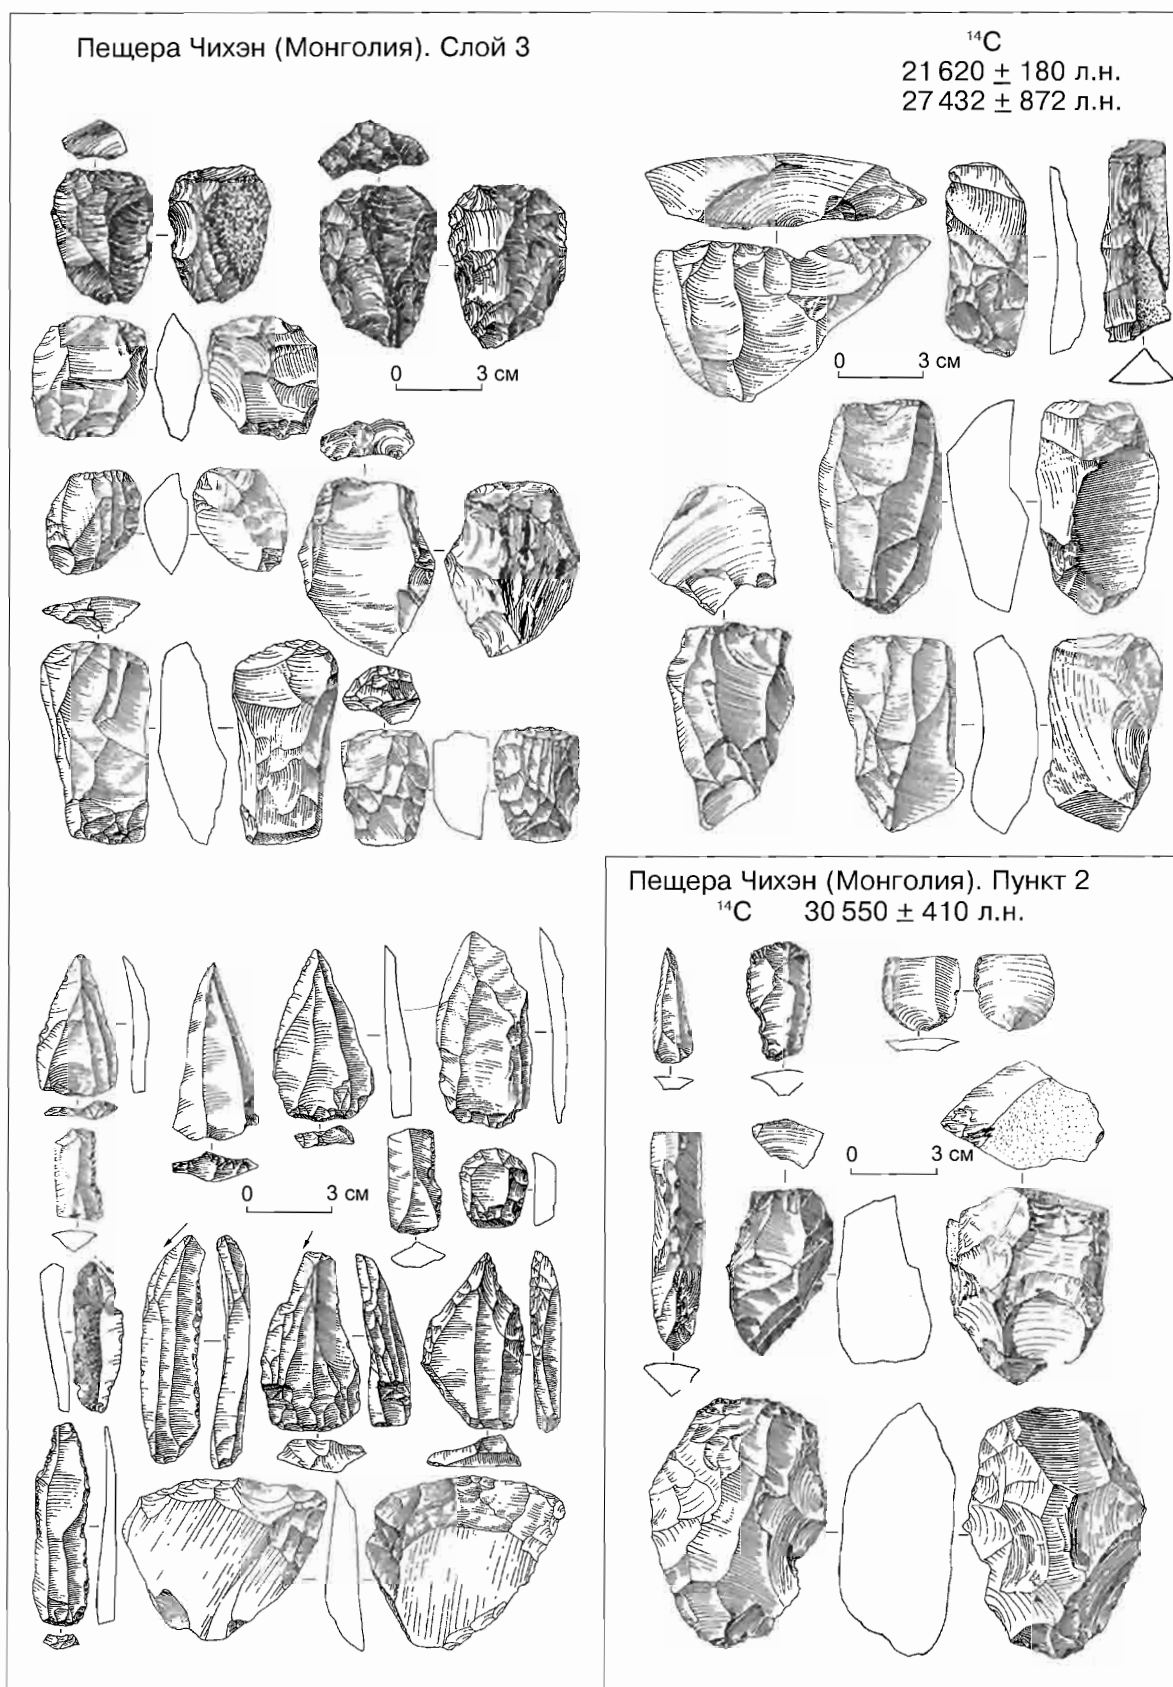 Пещера Чихэн (Монголия). Слой 3
¹⁴C
21 620 ± 180 л.н.
27 432 ± 872 л.н.
0 3 см
0 3 см
Пещера Чихэн (Монголия). Пункт 2
¹⁴C 30 550 ± 410 л.н.
0 3 см
0 3 см